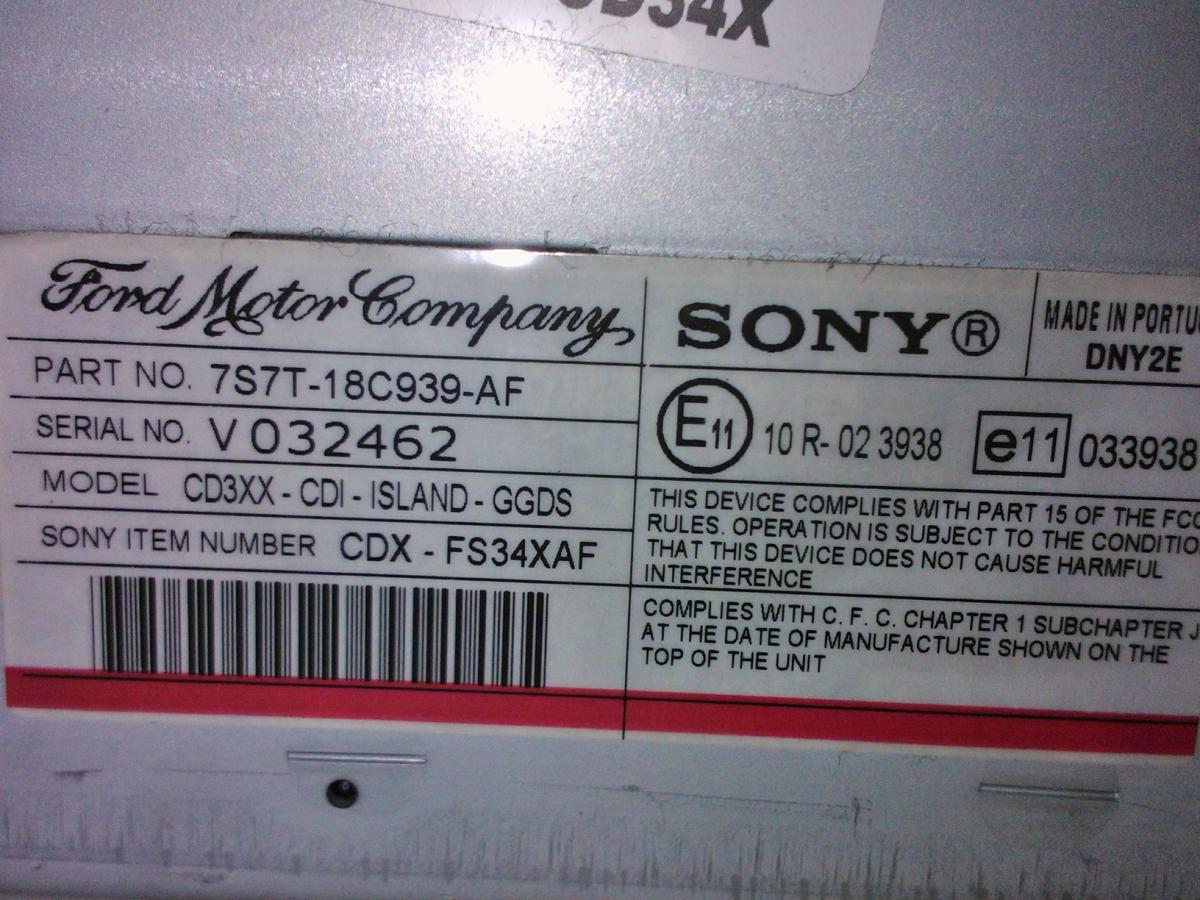 D34X
Ford Motor Company
PART NO. 7S7T-18C939-AF
SERIAL NO. V032462
MODEL CD3XX - CDI - ISLAND - GGDS
SONY ITEM NUMBER CDX - FS34XAF
SONY®
MADE IN PORTU
DNY2E
E11 10 R- 02 3938 e11 033938
THIS DEVICE COMPLIES WITH PART 15 OF THE FCC
RULES. OPERATION IS SUBJECT TO THE CONDITIO
THAT THIS DEVICE DOES NOT CAUSE HARMFUL
INTERFERENCE
COMPLIES WITH C. F. C. CHAPTER 1 SUBCHAPTER J
AT THE DATE OF MANUFACTURE SHOWN ON THE
TOP OF THE UNIT